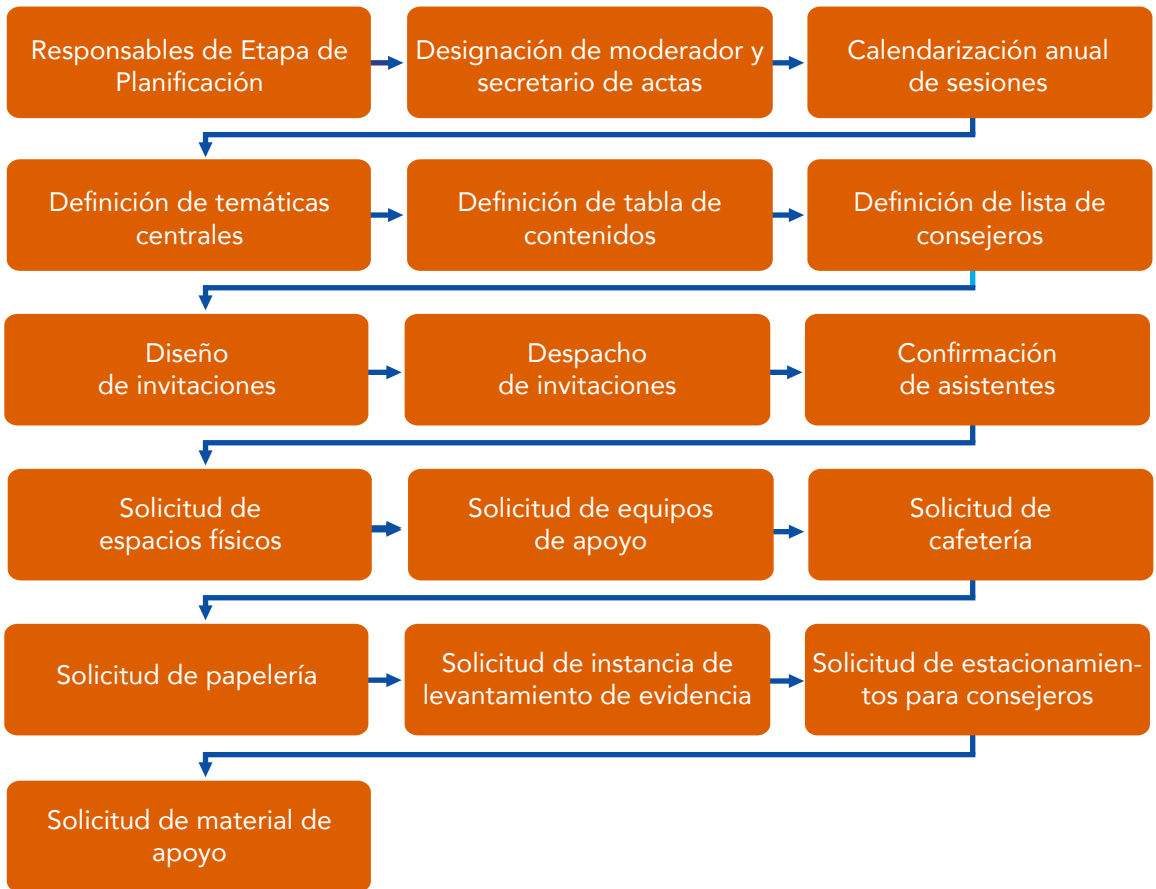 Responsables de Etapa de
Planificación
Designación de moderador y
secretario de actas
Calendarización anual
de sesiones
Definición de temáticas
centrales
Definición de tabla de
contenidos
Definición de lista de
consejeros
Diseño
de invitaciones
Despacho
de invitaciones
Confirmación
de asistentes
Solicitud de
espacios físicos
Solicitud de equipos
de apoyo
Solicitud de
cafetería
Solicitud de papelería
Solicitud de instancia de
levantamiento de evidencia
Solicitud de estacionamien-
tos para consejeros
Solicitud de material de
apoyo